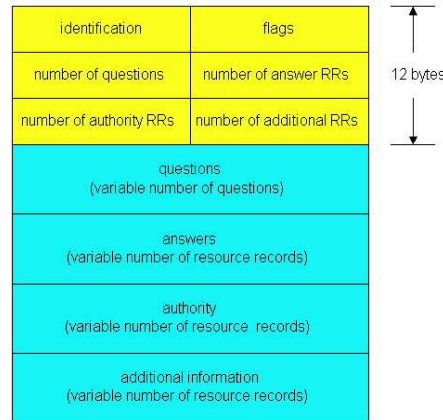 identification
flags
number of questions
number of answer RRs
12 bytes
number of authority RRs
number of additional RRs
questions
(variable number of questions)
answers
(variable number of resource records)
authority
(variable number of resource records)
additional information
(variable number of resource records)